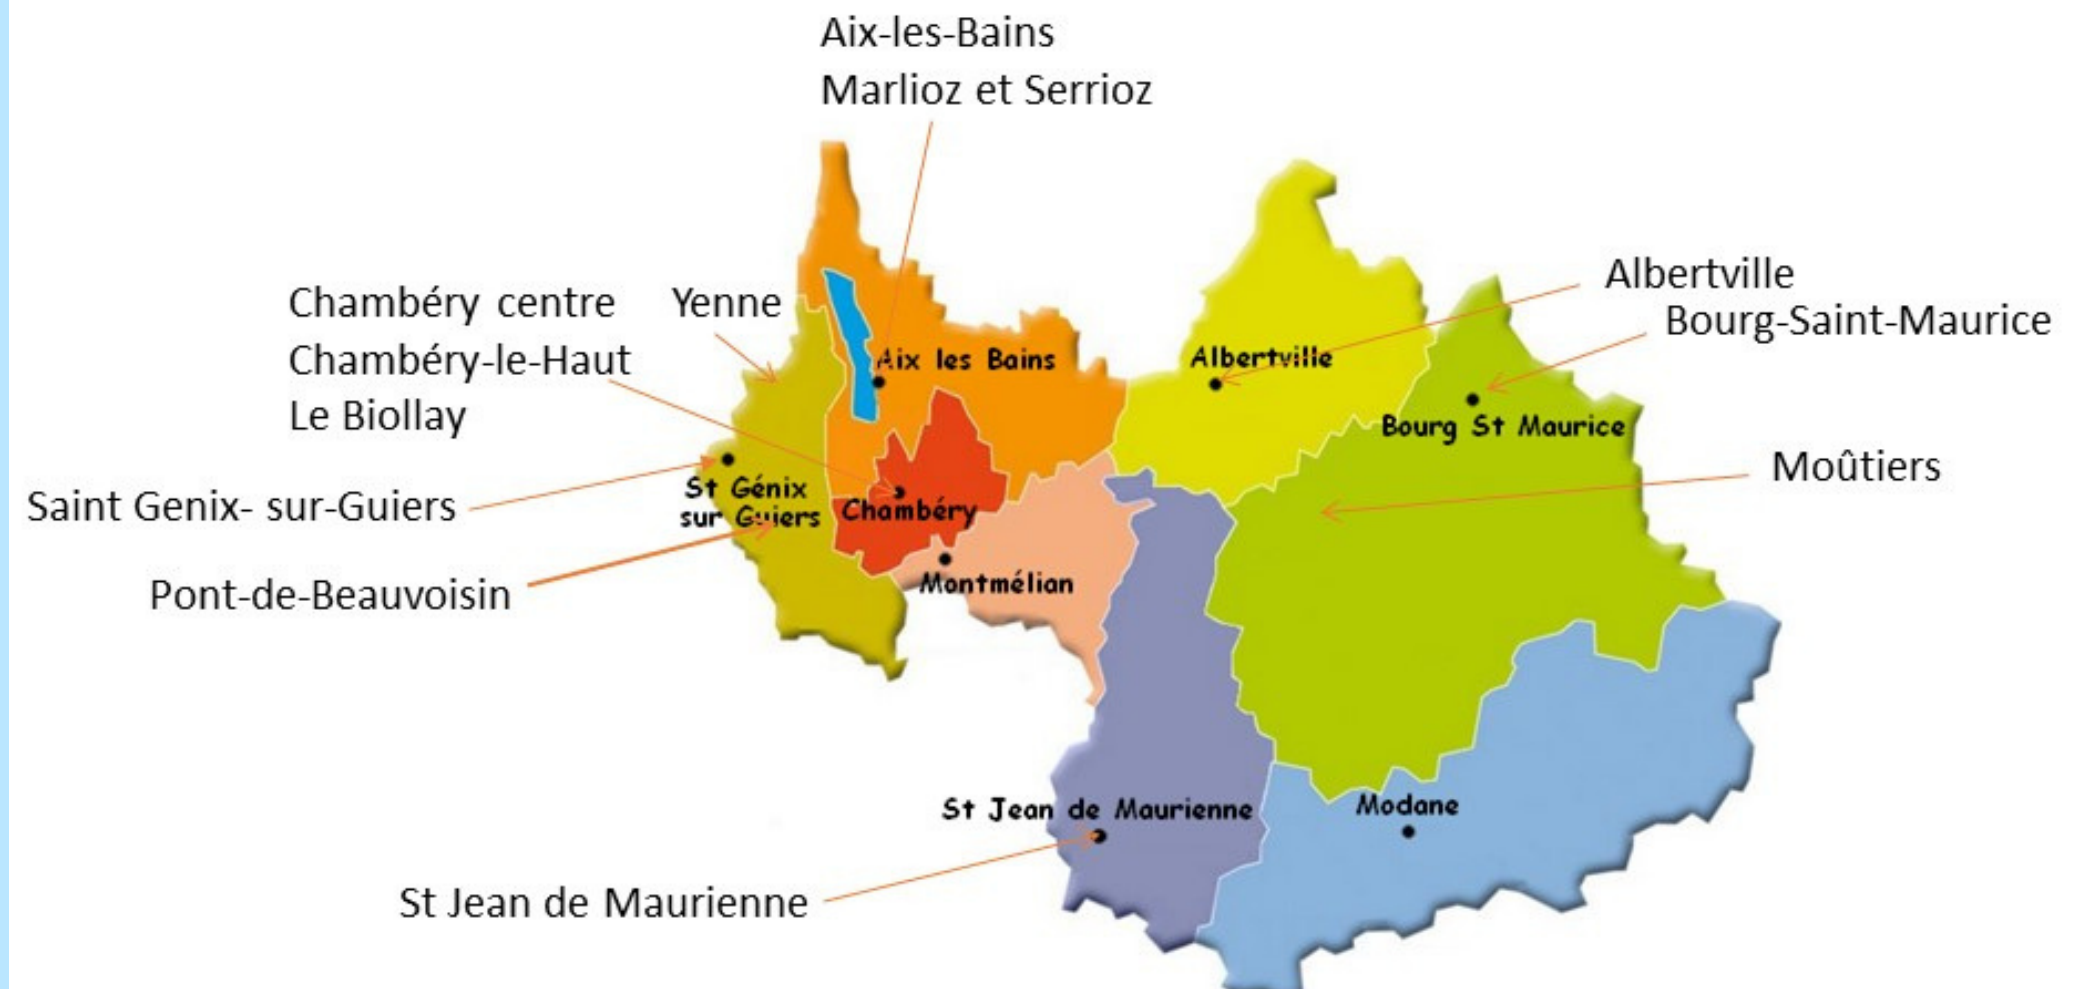 Aix-les-Bains
Marlioz et Serrioz
Chambéry centre
Chambéry-le-Haut
Le Biollay
Yenne
Albertville
Bourg-Saint-Maurice
Aix les Bains
Albertville
Bourg St Maurice
Moûtiers
Saint Genix- sur-Guiers
St Génix
sur Guiers
Chambéry
Pont-de-Beauvoisin
Montmélian
St Jean de Maurienne
Modane
St Jean de Maurienne